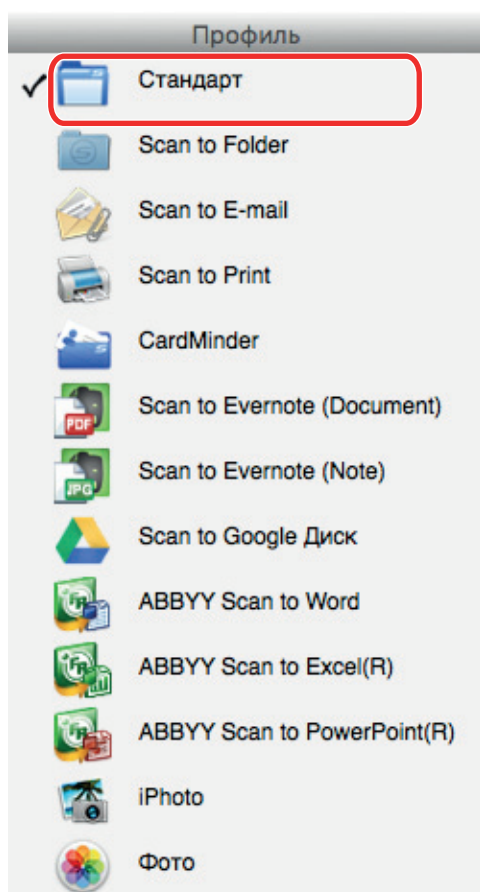 Профиль
Стандарт
Scan to Folder
Scan to E-mail
Scan to Print
CardMinder
PDF
Scan to Evernote (Document)
JPG
Scan to Evernote (Note)
Scan to Google Диск
ABBYY Scan to Word
ABBYY Scan to Excel(R)
ABBYY Scan to PowerPoint(R)
iPhoto
Фото